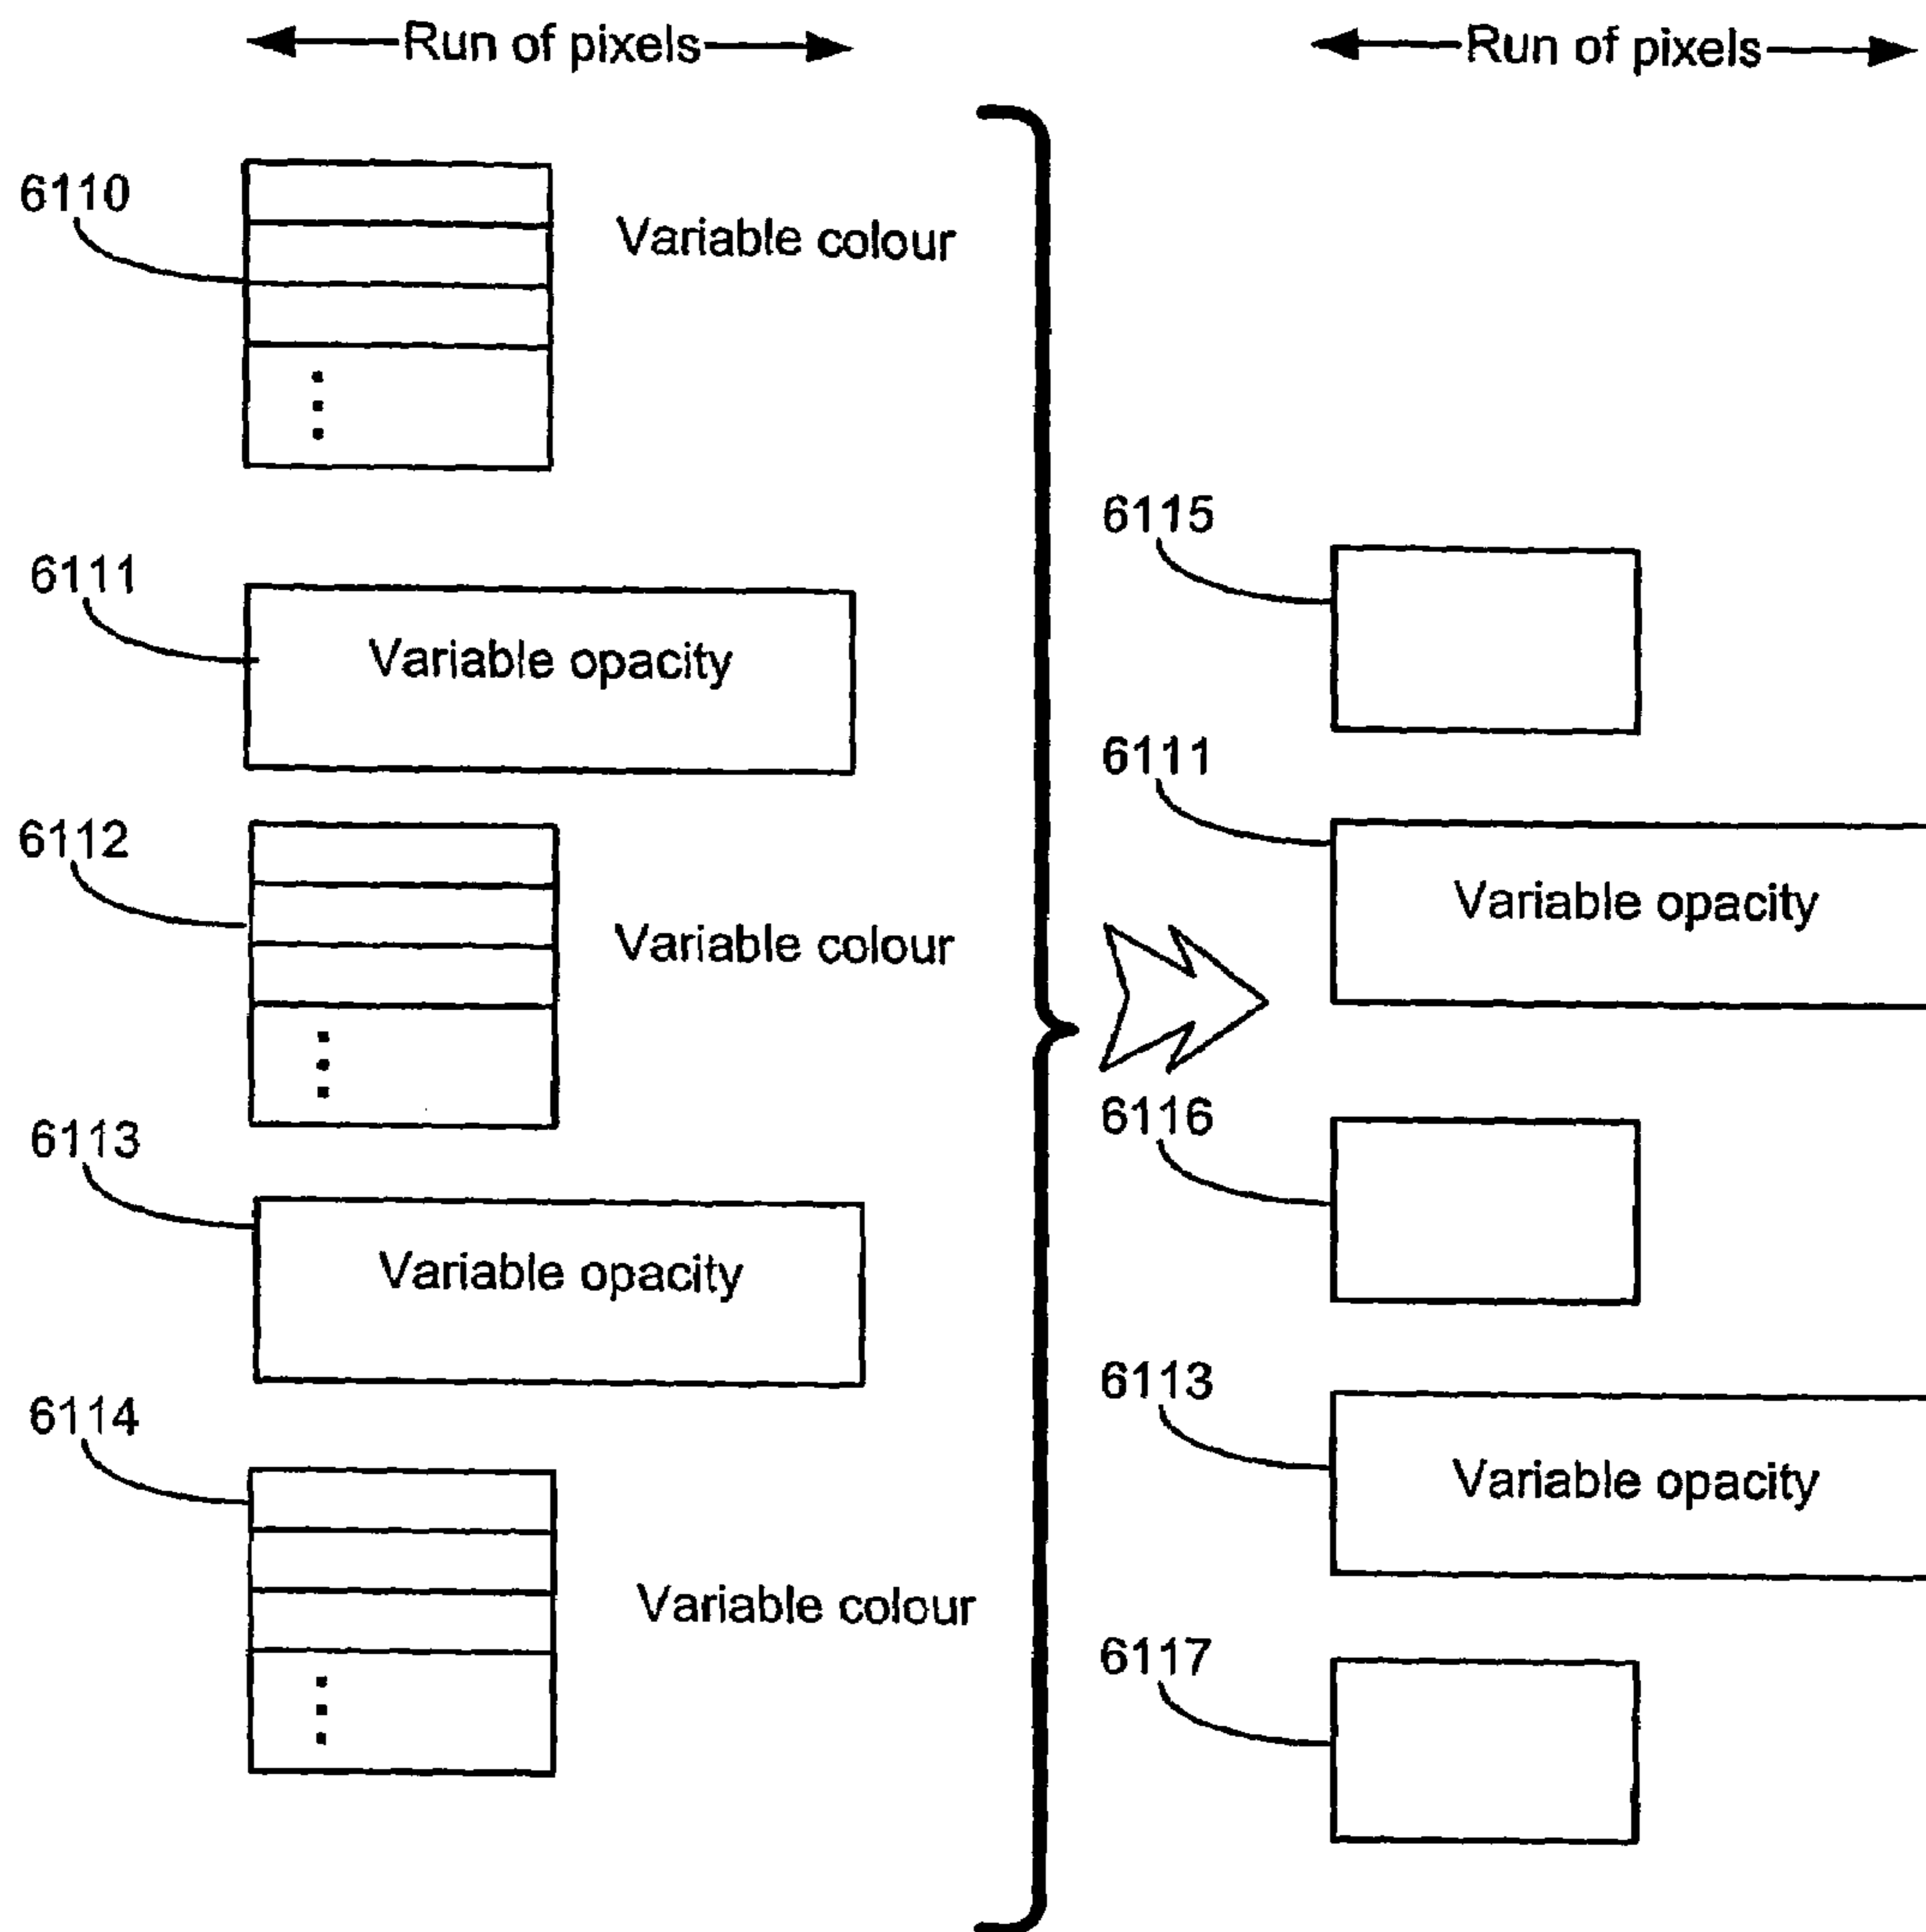 Run of pixels
6110
Variable colour
6111
Variable opacity
6112
Variable colour
6113
Variable opacity
6114
Variable colour
Run of pixels
6115
6111
Variable opacity
6116
6113
Variable opacity
6117